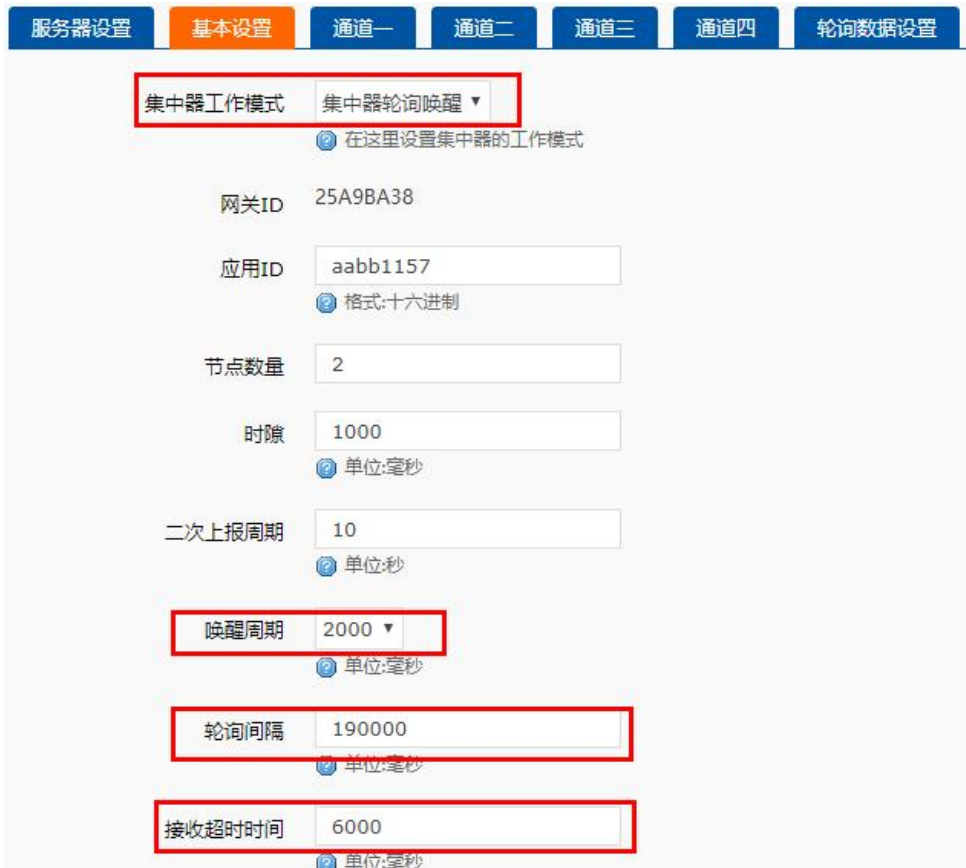 服务器设置 基本设置 通道一 通道二 通道三 通道四 轮询数据设置
集中器工作模式 集中器轮询唤醒
在这里设置集中器的工作模式
网关ID 25A9BA38
应用ID aabb1157
格式:十六进制
节点数量 2
时隙 1000
单位:毫秒
二次上报周期 10
单位:秒
唤醒周期 2000
单位:毫秒
轮询间隔 190000
单位:毫秒
接收超时时间 6000
单位:毫秒